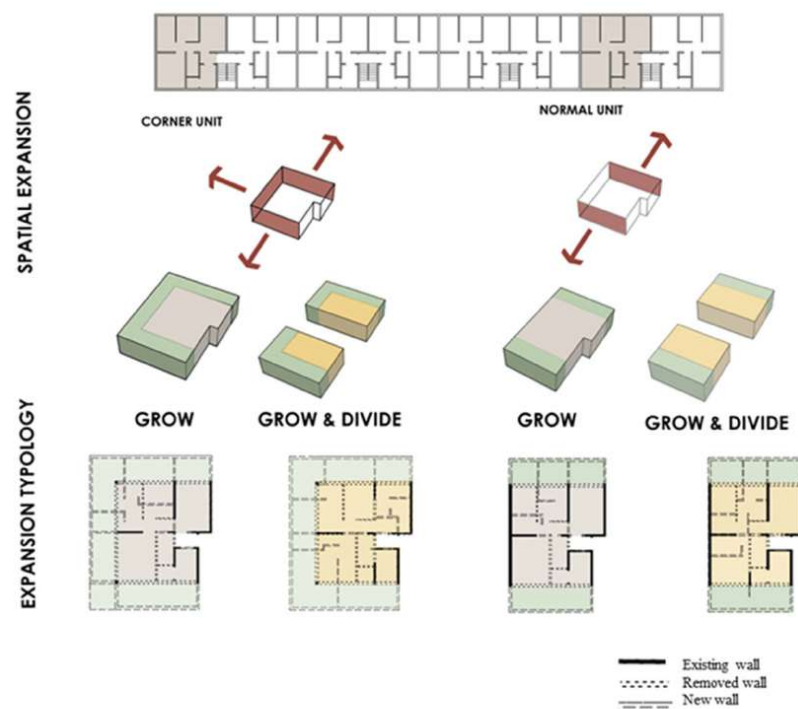 SPATIAL EXPANSION
CORNER UNIT
NORMAL UNIT
EXPANSION TYPOLOGY
GROW
GROW & DIVIDE
GROW
GROW & DIVIDE
Existing wall
Removed wall
New wall